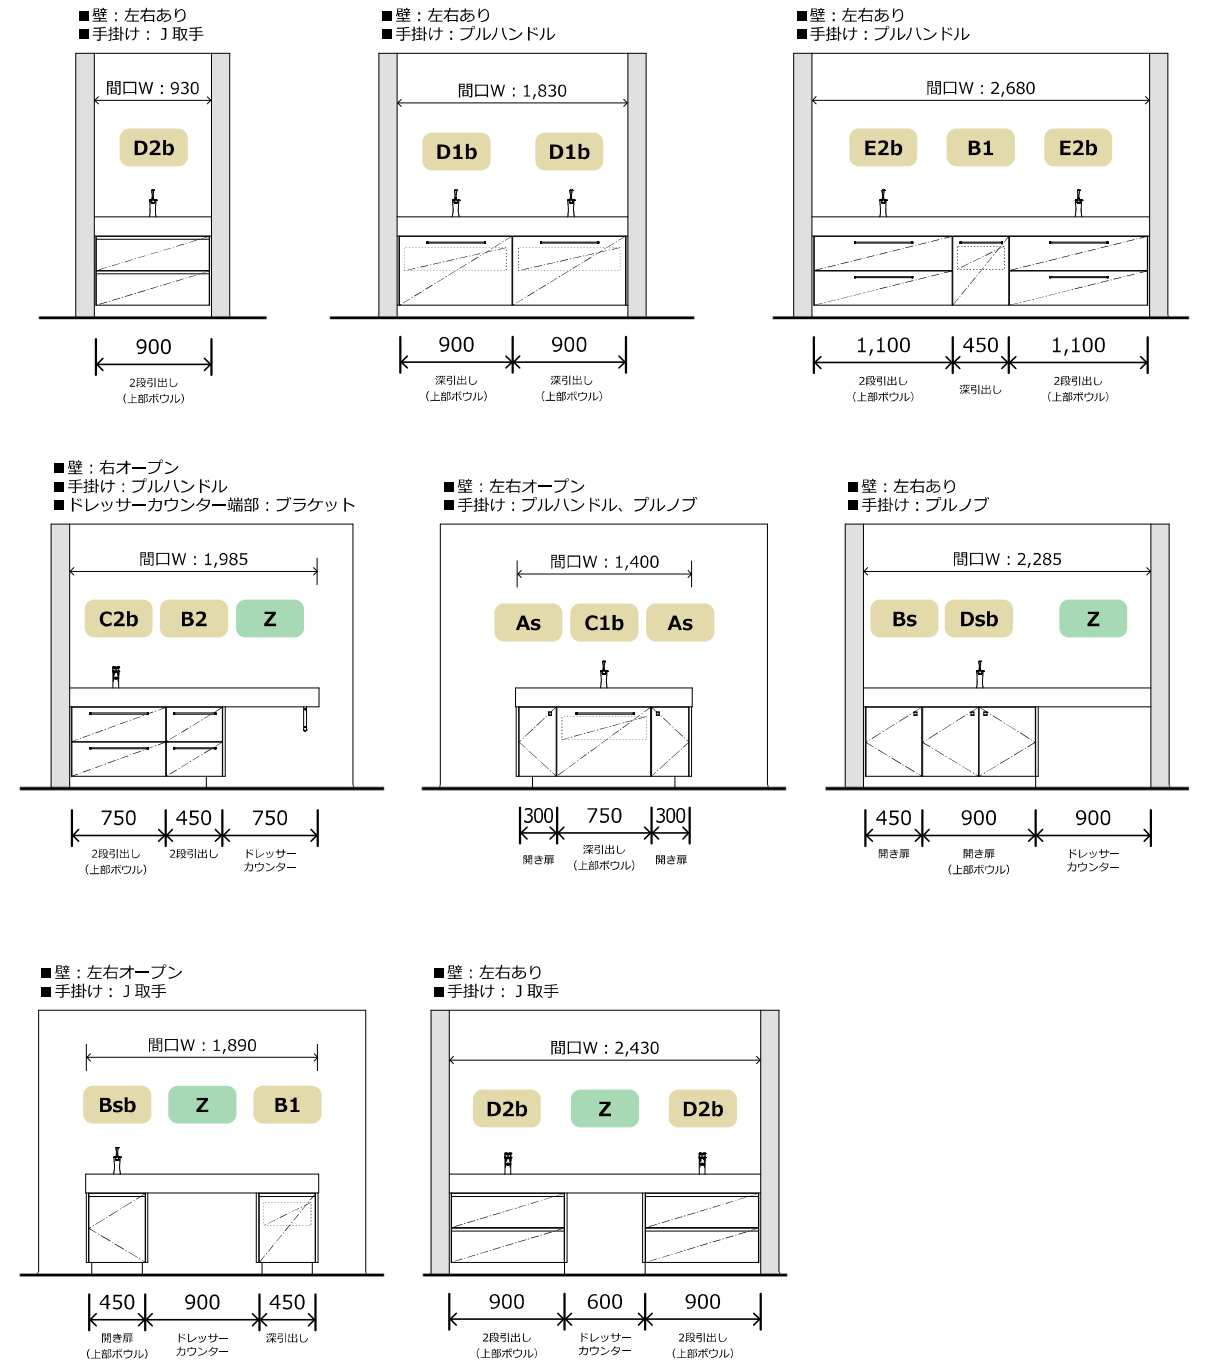 ■壁：左右あり
■手掛け：Ｊ取手
間口W：930
D2b
900
2段引出し
（上部ボウル）
■壁：左右あり
■手掛け：プルハンドル
間口W：1,830
D1b D1b
900 900
深引出し 深引出し
（上部ボウル） （上部ボウル）
■壁：左右あり
■手掛け：プルハンドル
間口W：2,680
E2b B1 E2b
1,100 450 1,100
2段引出し 深引出し 2段引出し
（上部ボウル） （上部ボウル）
■壁：右オープン
■手掛け：プルハンドル
■ドレッサーカウンター端部：ブラケット
間口W：1,985
C2b B2 Z
750 450 750
2段引出し 2段引出し ドレッサー
（上部ボウル） カウンター
■壁：左右オープン
■手掛け：プルハンドル、プルノブ
間口W：1,400
As C1b As
300 750 300
開き扉 深引出し 開き扉
（上部ボウル）
■壁：左右あり
■手掛け：プルノブ
間口W：2,285
Bs Dsb Z
450 900 900
開き扉 開き扉 ドレッサー
（上部ボウル） カウンター
■壁：左右オープン
■手掛け：Ｊ取手
間口W：1,890
Bsb Z B1
450 900 450
開き扉 ドレッサー 深引出し
（上部ボウル） カウンター
■壁：左右あり
■手掛け：Ｊ取手
間口W：2,430
D2b Z D2b
900 600 900
2段引出し ドレッサー 2段引出し
（上部ボウル） カウンター （上部ボウル）